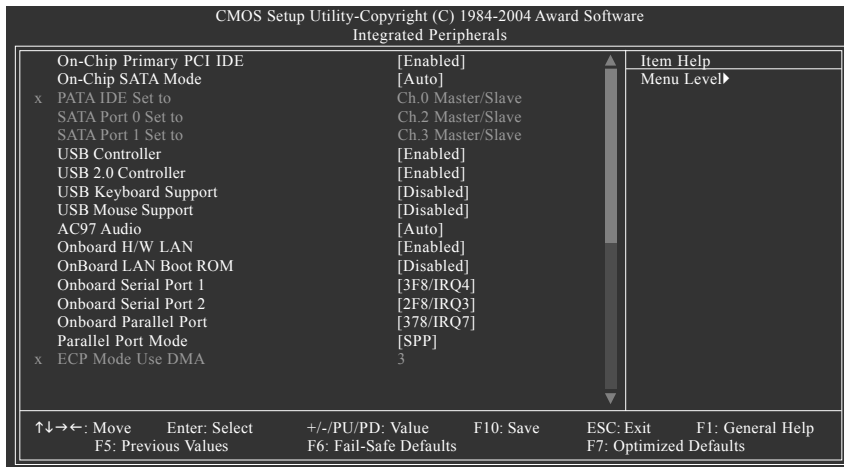 CMOS Setup Utility-Copyright (C) 1984-2004 Award Software
Integrated Peripherals
On-Chip Primary PCI IDE [Enabled]
On-Chip SATA Mode [Auto]
x PATA IDE Set to Ch.0 Master/Slave
SATA Port 0 Set to Ch.2 Master/Slave
SATA Port 1 Set to Ch.3 Master/Slave
USB Controller [Enabled]
USB 2.0 Controller [Enabled]
USB Keyboard Support [Disabled]
USB Mouse Support [Disabled]
AC97 Audio [Auto]
Onboard H/W LAN [Enabled]
OnBoard LAN Boot ROM [Disabled]
Onboard Serial Port 1 [3F8/IRQ4]
Onboard Serial Port 2 [2F8/IRQ3]
Onboard Parallel Port [378/IRQ7]
Parallel Port Mode [SPP]
x ECP Mode Use DMA 3
Item Help
Menu Level▶
↑↓→←: Move Enter: Select +/-/PU/PD: Value F10: Save ESC: Exit F1: General Help
F5: Previous Values F6: Fail-Safe Defaults F7: Optimized Defaults